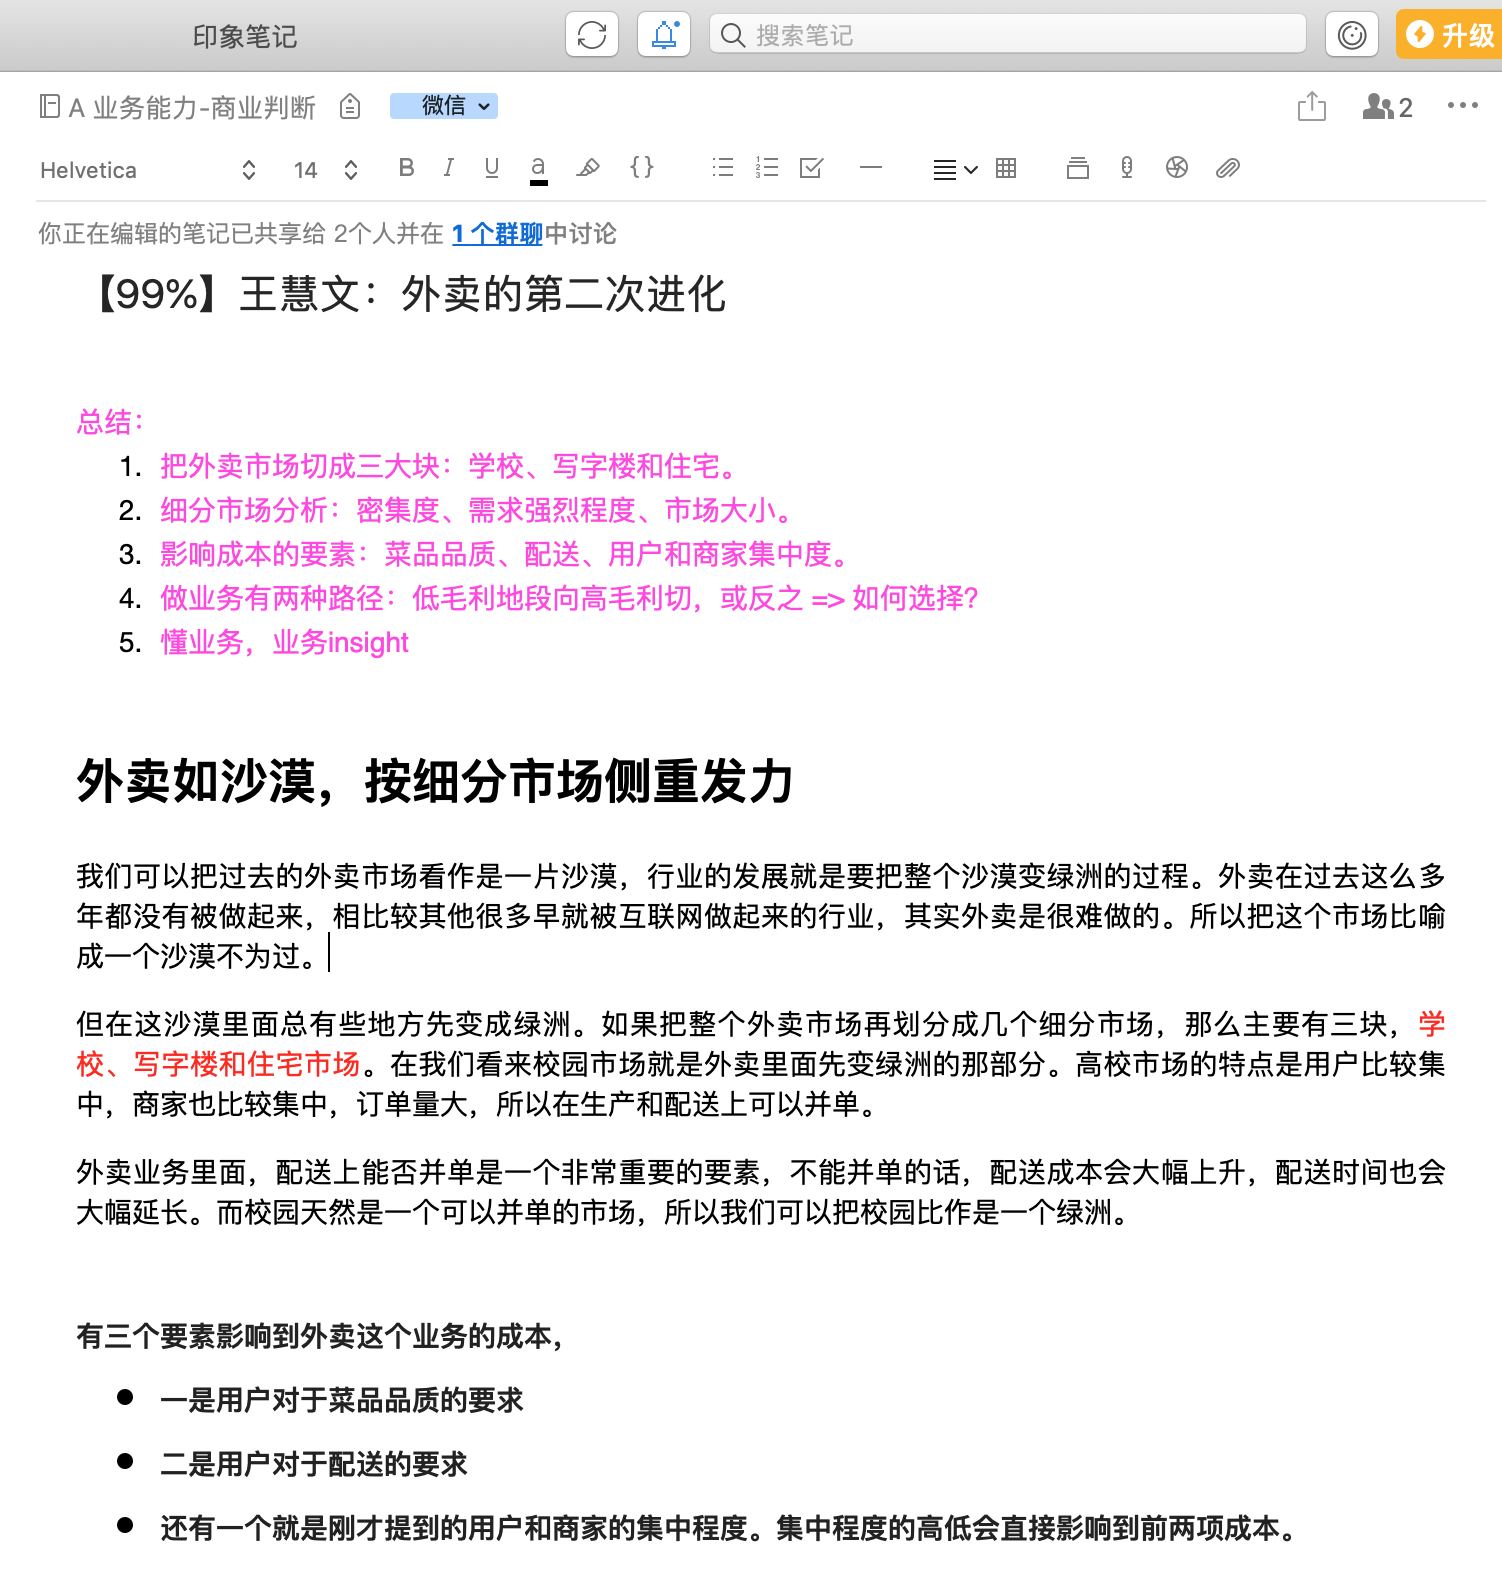 印象笔记
搜索笔记
升级
A 业务能力-商业判断
微信
2
Helvetica
14
B I U a {}
你正在编辑的笔记已共享给 2个人并在 1 个群聊中讨论
【99%】王慧文：外卖的第二次进化
总结：
1. 把外卖市场切成三大块：学校、写字楼和住宅。
2. 细分市场分析：密集度、需求强烈程度、市场大小。
3. 影响成本的要素：菜品品质、配送、用户和商家集中度。
4. 做业务有两种路径：低毛利地段向高毛利切，或反之 => 如何选择？
5. 懂业务，业务insight
外卖如沙漠，按细分市场侧重发力
我们可以把过去的外卖市场看作是一片沙漠，行业的发展就是要把整个沙漠变绿洲的过程。外卖在过去这么多
年都没有被做起来，相比较其他很多早就被互联网做起来的行业，其实外卖是很难做的。所以把这个市场比喻
成一个沙漠不为过。
但在这沙漠里面总有些地方先变成绿洲。如果把整个外卖市场再划分成几个细分市场，那么主要有三块，学
校、写字楼和住宅市场。在我们看来校园市场就是外卖里面先变绿洲的那部分。高校市场的特点是用户比较集
中，商家也比较集中，订单量大，所以在生产和配送上可以并单。
外卖业务里面，配送上能否并单是一个非常重要的要素，不能并单的话，配送成本会大幅上升，配送时间也会
大幅延长。而校园天然是一个可以并单的市场，所以我们可以把校园比作是一个绿洲。
有三个要素影响到外卖这个业务的成本，
● 一是用户对于菜品品质的要求
● 二是用户对于配送的要求
● 还有一个就是刚才提到的用户和商家的集中程度。集中程度的高低会直接影响到前两项成本。